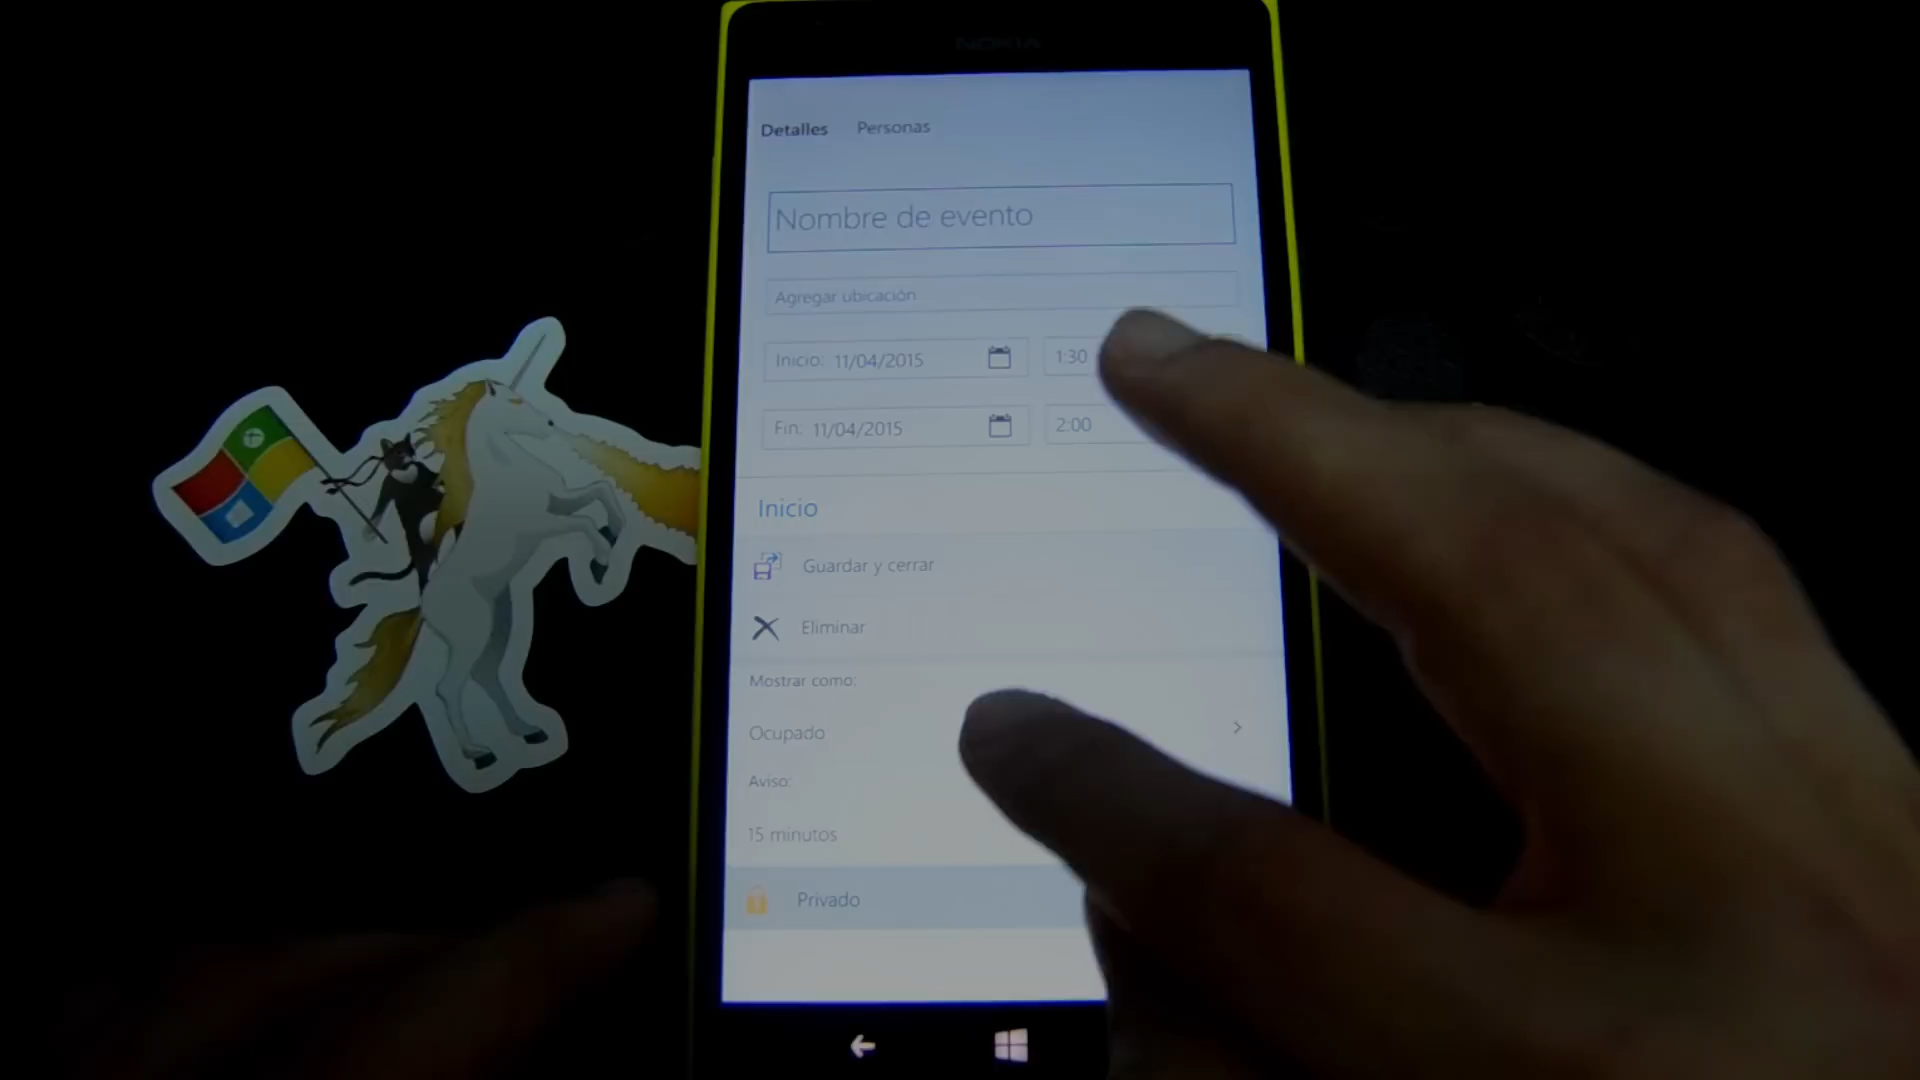 NOKIA
Detalles Personas
Nombre de evento
Agregar ubicación
Inicio: 11/04/2015 1:30
Fin: 11/04/2015 2:00
Inicio
Guardar y cerrar
Eliminar
Mostrar como:
Ocupado
Aviso:
15 minutos
Privado